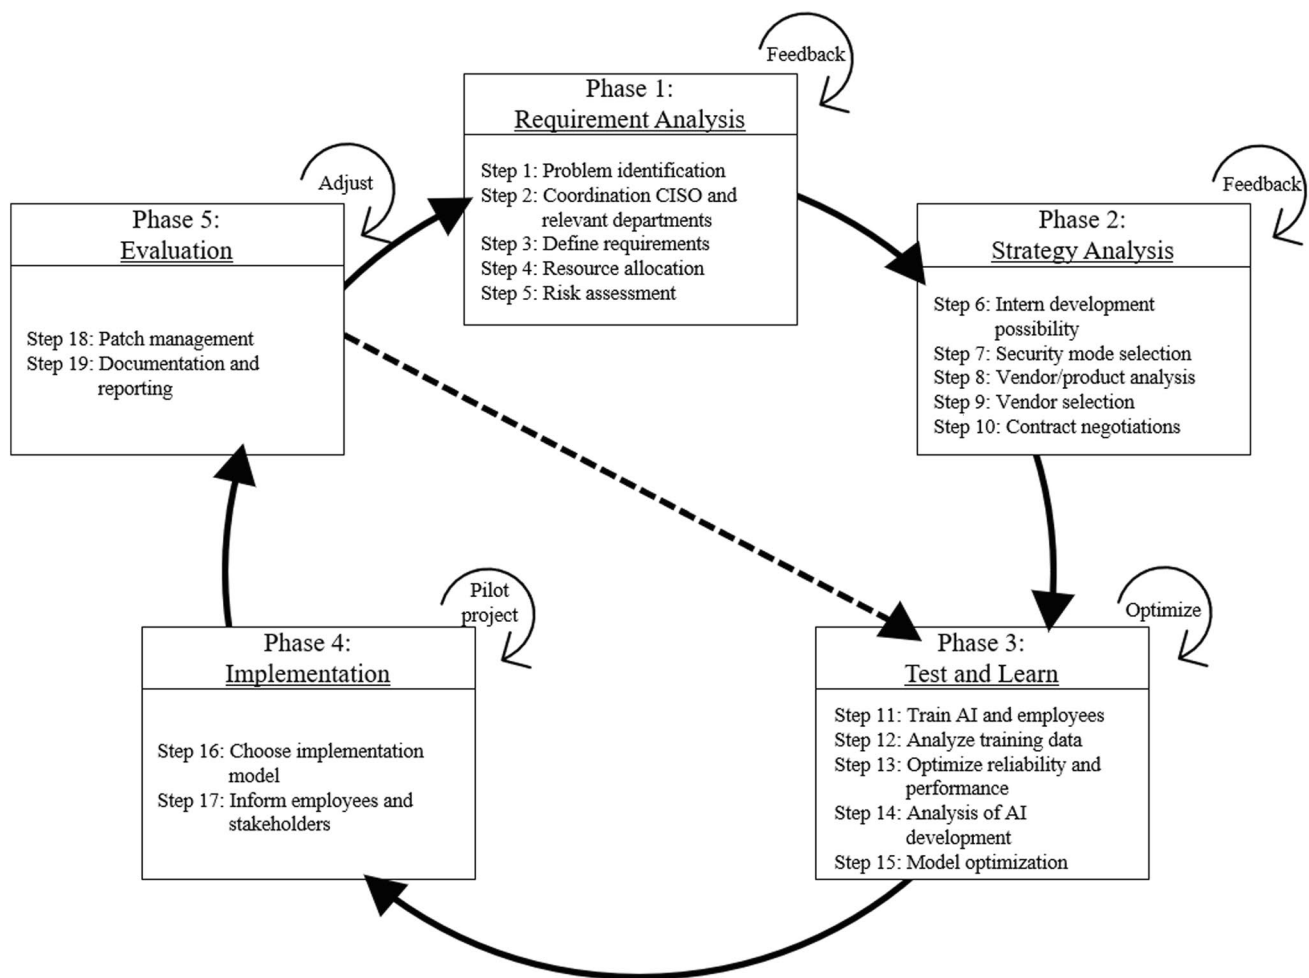 Feedback
Phase 1:
Requirement Analysis
Step 1: Problem identification
Step 2: Coordination CISO and
relevant departments
Step 3: Define requirements
Step 4: Resource allocation
Step 5: Risk assessment
Feedback
Phase 2:
Strategy Analysis
Step 6: Intern development
possibility
Step 7: Security mode selection
Step 8: Vendor/product analysis
Step 9: Vendor selection
Step 10: Contract negotiations
Optimize
Phase 3:
Test and Learn
Step 11: Train AI and employees
Step 12: Analyze training data
Step 13: Optimize reliability and
performance
Step 14: Analysis of AI
development
Step 15: Model optimization
Pilot
project
Phase 4:
Implementation
Step 16: Choose implementation
model
Step 17: Inform employees and
stakeholders
Adjust
Phase 5:
Evaluation
Step 18: Patch management
Step 19: Documentation and
reporting